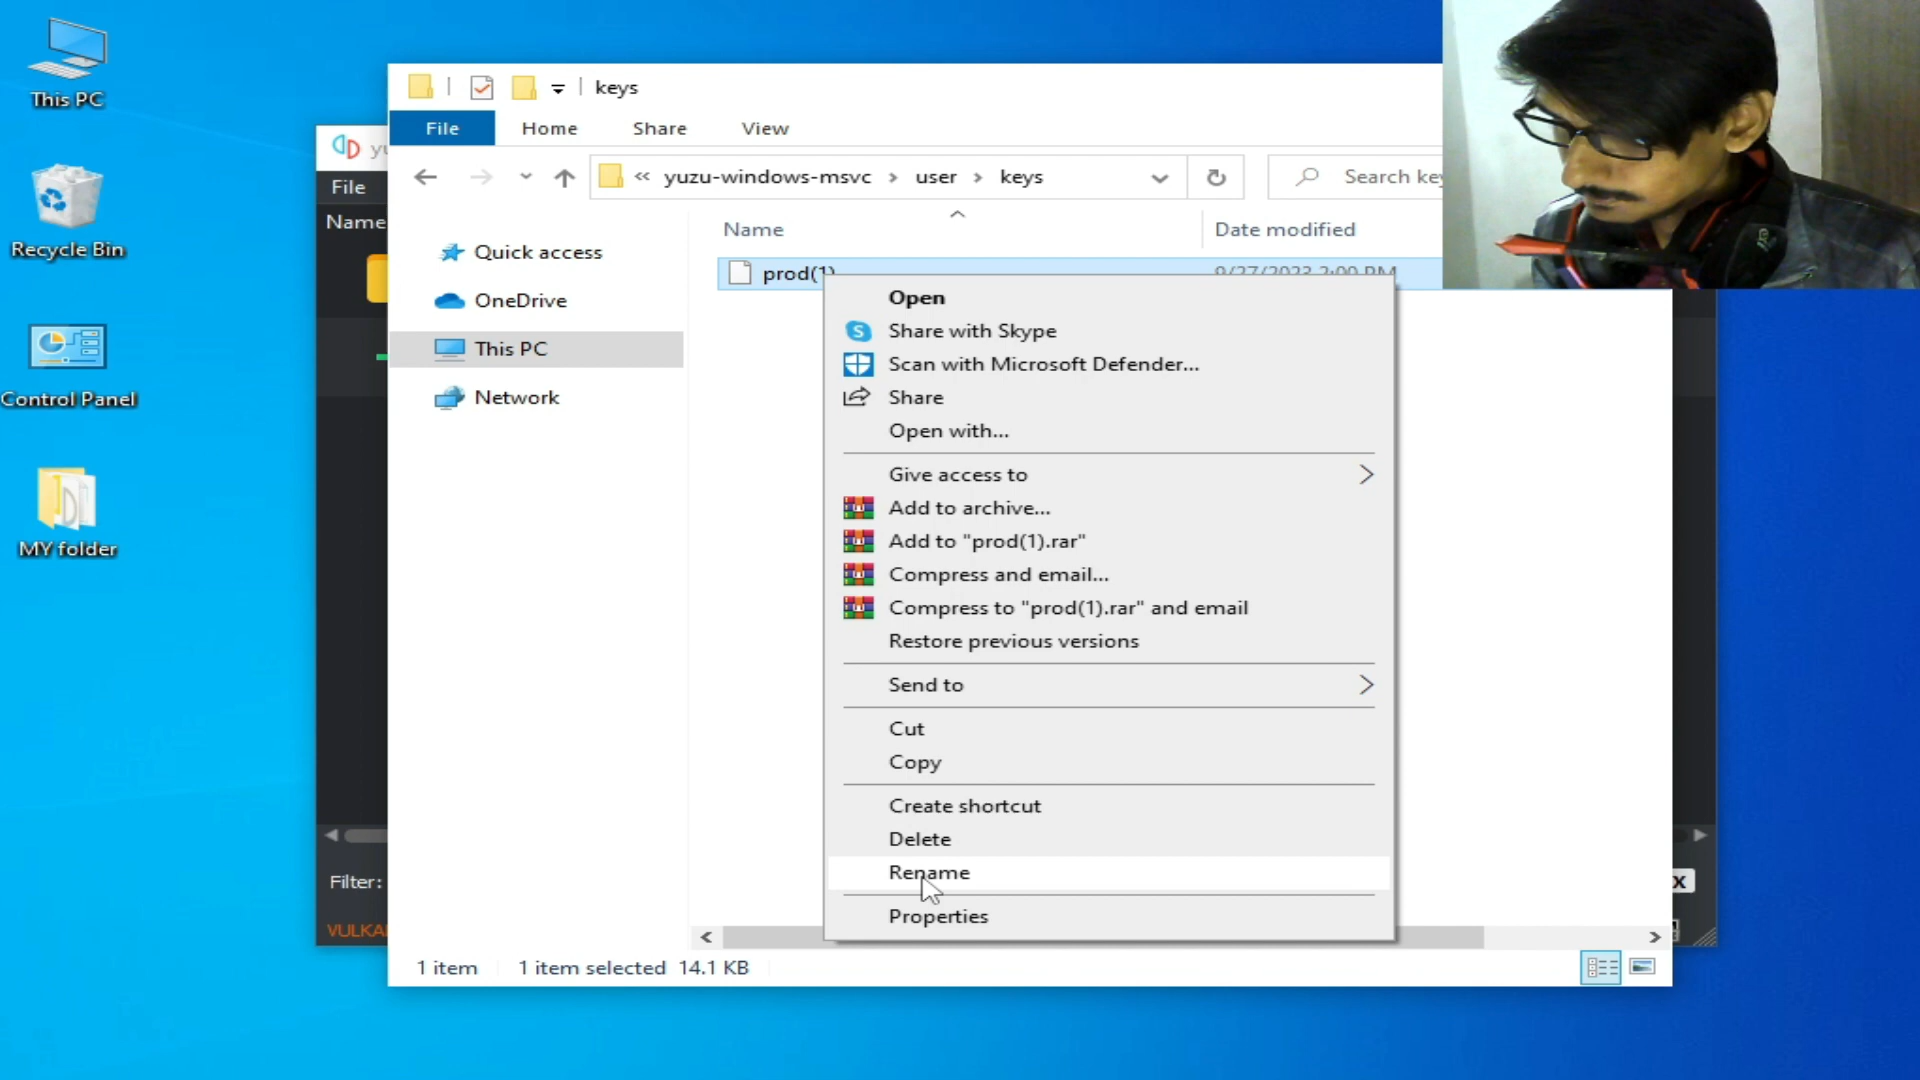 This PC
Recycle Bin
Control Panel
MY folder
File
Name
Filter:
keys
File Home Share View
« yuzu-windows-msvc > user > keys
Name Date modified
Quick access
OneDrive
This PC
Network
prod(1) 9/27/2023 2:00 PM
Open
Share with Skype
Scan with Microsoft Defender...
Share
Open with...
Give access to
Add to archive...
Add to "prod(1).rar"
Compress and email...
Compress to "prod(1).rar" and email
Restore previous versions
Send to
Cut
Copy
Create shortcut
Delete
Rename
Properties
1 item 1 item selected 14.1 KB
X